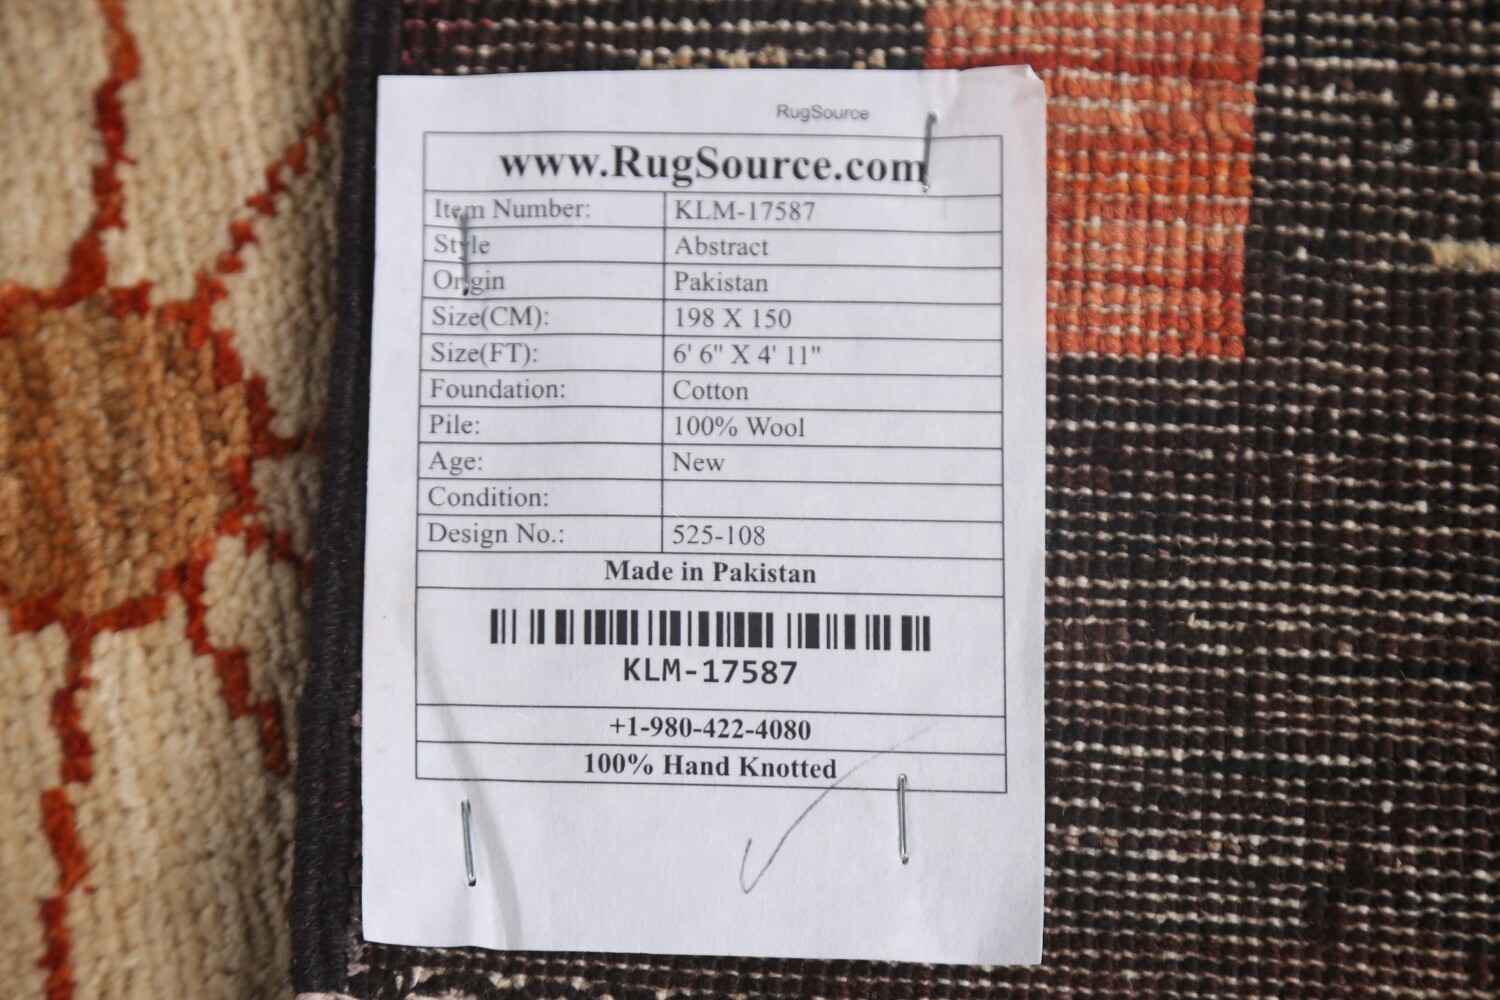 RugSource
www.RugSource.com
Item Number: KLM-17587
Style Abstract
Origin Pakistan
Size(CM): 198 X 150
Size(FT): 6' 6" X 4' 11"
Foundation: Cotton
Pile: 100% Wool
Age: New
Condition:
Design No.: 525-108
Made in Pakistan
KLM-17587
+1-980-422-4080
100% Hand Knotted